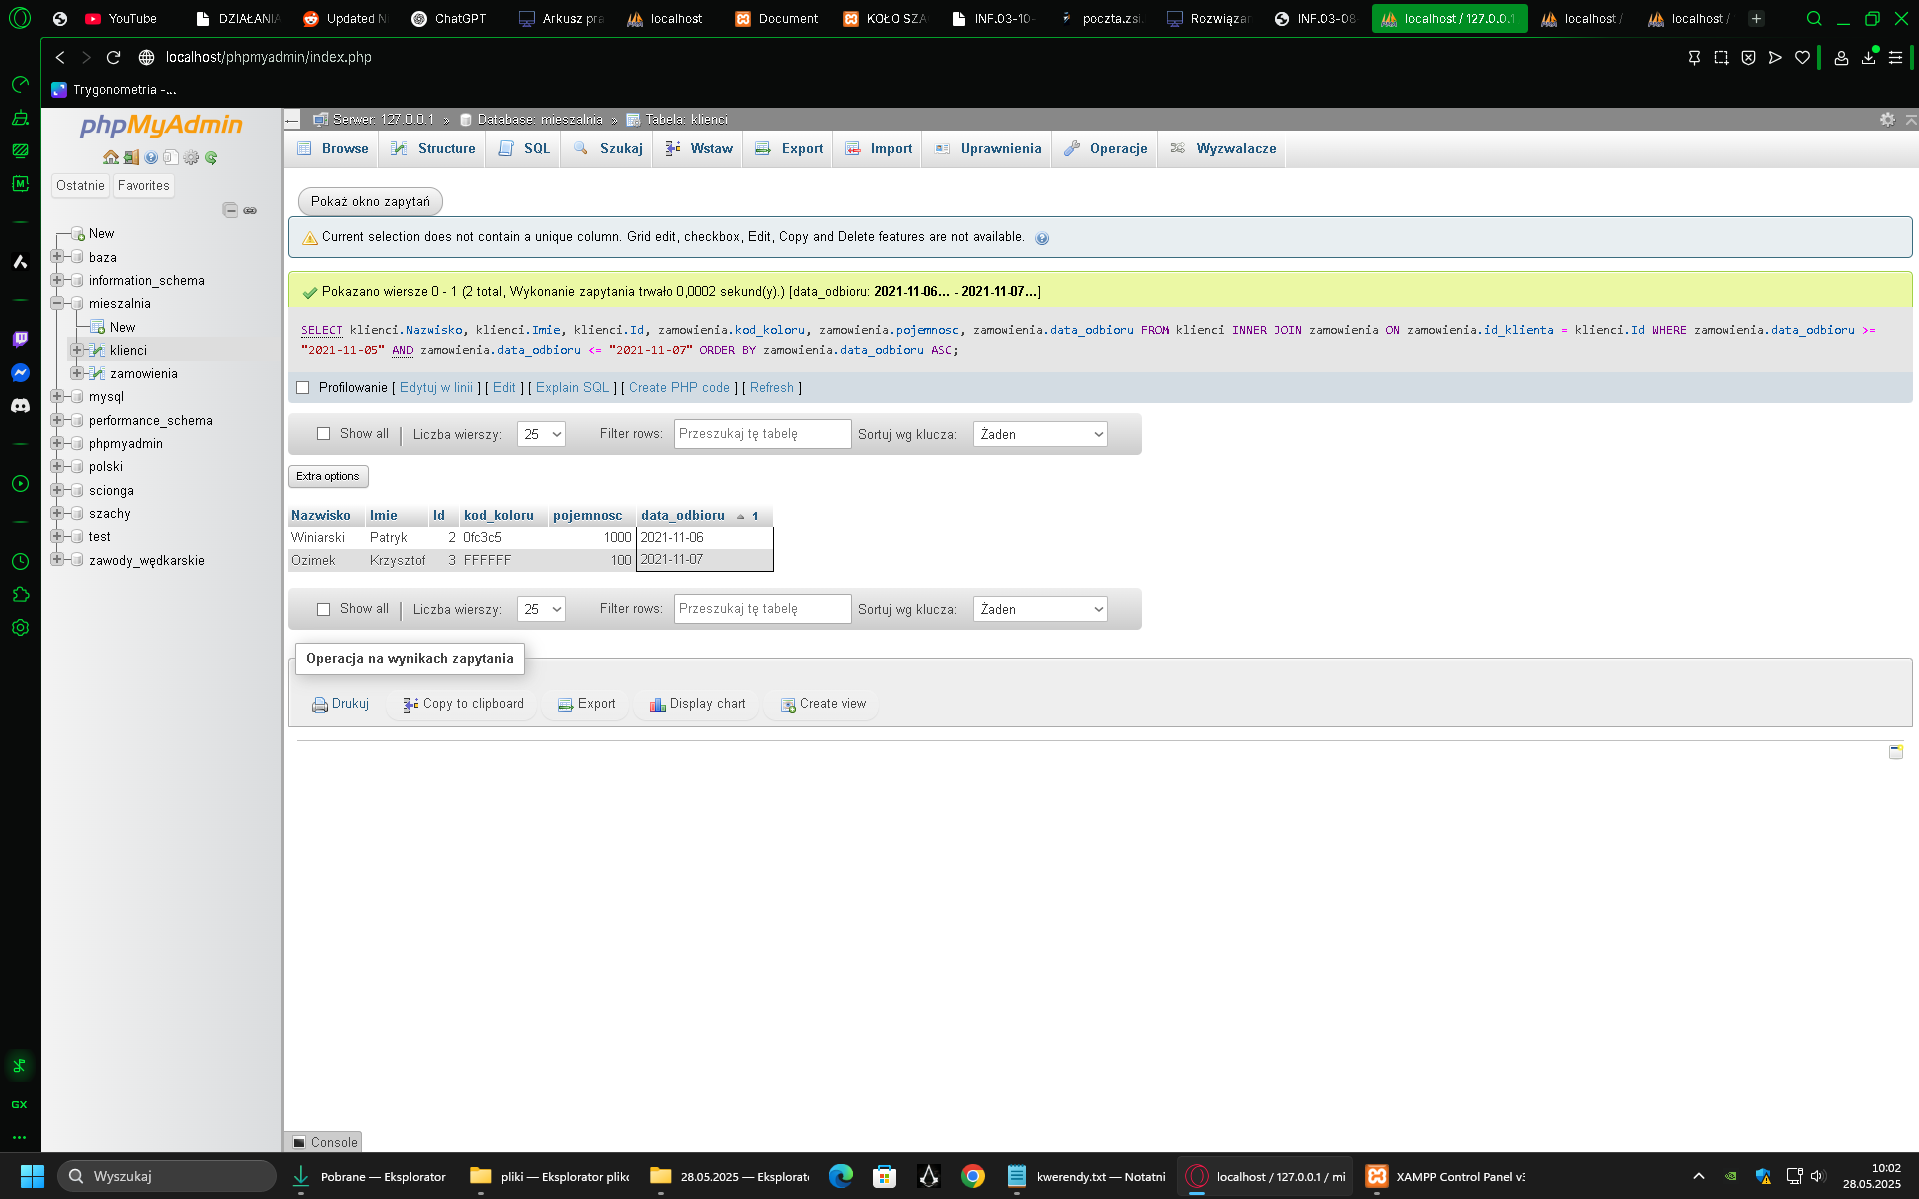 YouTube
DZIAŁANIA
Updated N
ChatGPT
Arkusz pra
localhost
Document
KOŁO SZA
INF.03-10-
poczta.zsi.
Rozwiązan
INF.03-08-
localhost / 127.0.0.1
localhost /
localhost /
localhost/phpmyadmin/index.php
Trygonometria -...
phpMyAdmin
Ostatnie
Favorites
New
baza
information_schema
mieszalnia
New
klienci
zamowienia
mysql
performance_schema
phpmyadmin
polski
scionga
szachy
test
zawody_wędkarskie
Serwer: 127.0.0.1 » Database: mieszalnia » Tabela: klienci
Browse
Structure
SQL
Szukaj
Wstaw
Export
Import
Uprawnienia
Operacje
Wyzwalacze
Pokaż okno zapytań
Current selection does not contain a unique column. Grid edit, checkbox, Edit, Copy and Delete features are not available.
Pokazano wiersze 0 - 1 (2 total, Wykonanie zapytania trwało 0,0002 sekund(y).) [data_odbioru: 2021-11-06... - 2021-11-07...]
SELECT klienci.Nazwisko, klienci.Imie, klienci.Id, zamowienia.kod_koloru, zamowienia.pojemnosc, zamowienia.data_odbioru FROM klienci INNER JOIN zamowienia ON zamowienia.id_klienta = klienci.Id WHERE zamowienia.data_odbioru >=
"2021-11-05" AND zamowienia.data_odbioru <= "2021-11-07" ORDER BY zamowienia.data_odbioru ASC;
Profilowanie [ Edytuj w linii ] [ Edit ] [ Explain SQL ] [ Create PHP code ] [ Refresh ]
Show all | Liczba wierszy: 25 Filter rows: Przeszukaj tę tabelę Sortuj wg klucza: Żaden
Extra options
Nazwisko Imie Id kod_koloru pojemnosc data_odbioru 1
Winiarski Patryk 2 0fc3c5 1000 2021-11-06
Ozimek Krzysztof 3 FFFFFF 100 2021-11-07
Show all | Liczba wierszy: 25 Filter rows: Przeszukaj tę tabelę Sortuj wg klucza: Żaden
Operacja na wynikach zapytania
Drukuj
Copy to clipboard
Export
Display chart
Create view
Console
GX
Wyszukaj
Pobrane — Eksplorator
pliki — Eksplorator plikó
28.05.2025 — Eksplorato
kwerendy.txt — Notatni
localhost / 127.0.0.1 / mi
XAMPP Control Panel v3
10:02
28.05.2025